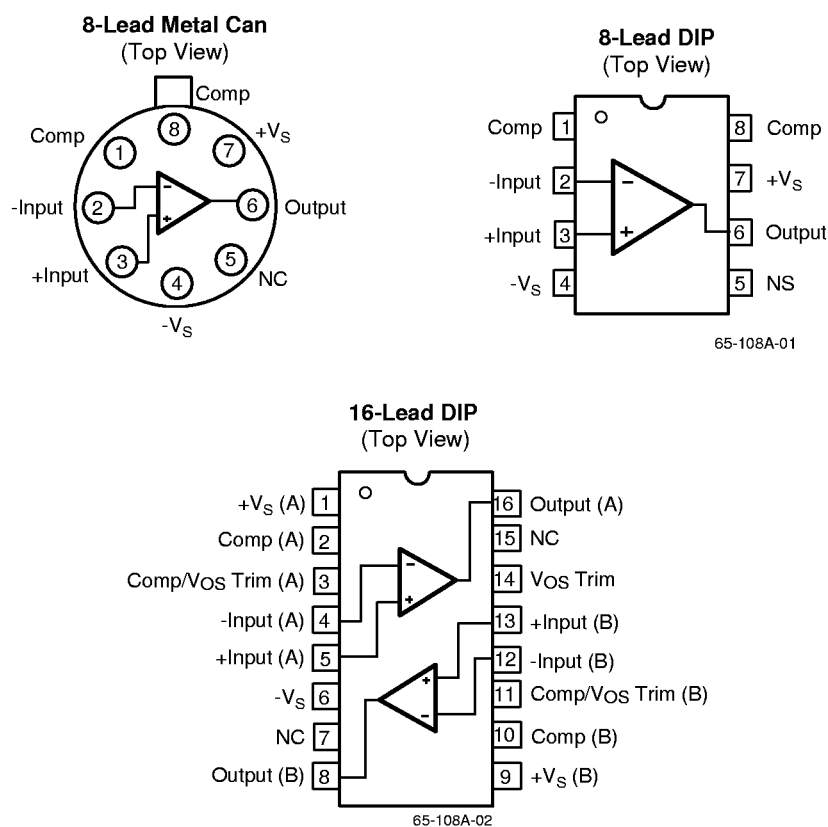 8-Lead Metal Can
(Top View)
Comp
Comp
8
+VS
1
7
-Input
2
-
+
6
Output
+Input
3
5
NC
4
-VS
8-Lead DIP
(Top View)
Comp 1
8 Comp
-Input 2
-
7 +VS
+Input 3
+
6 Output
-VS 4
5 NS
65-108A-01
16-Lead DIP
(Top View)
+VS (A) 1
16 Output (A)
Comp (A) 2
15 NC
Comp/VOS Trim (A) 3
-
14 VOS Trim
-Input (A) 4
+
13 +Input (B)
+Input (A) 5
12 -Input (B)
-VS 6
+
11 Comp/VOS Trim (B)
NC 7
-
10 Comp (B)
Output (B) 8
9 +VS (B)
65-108A-02